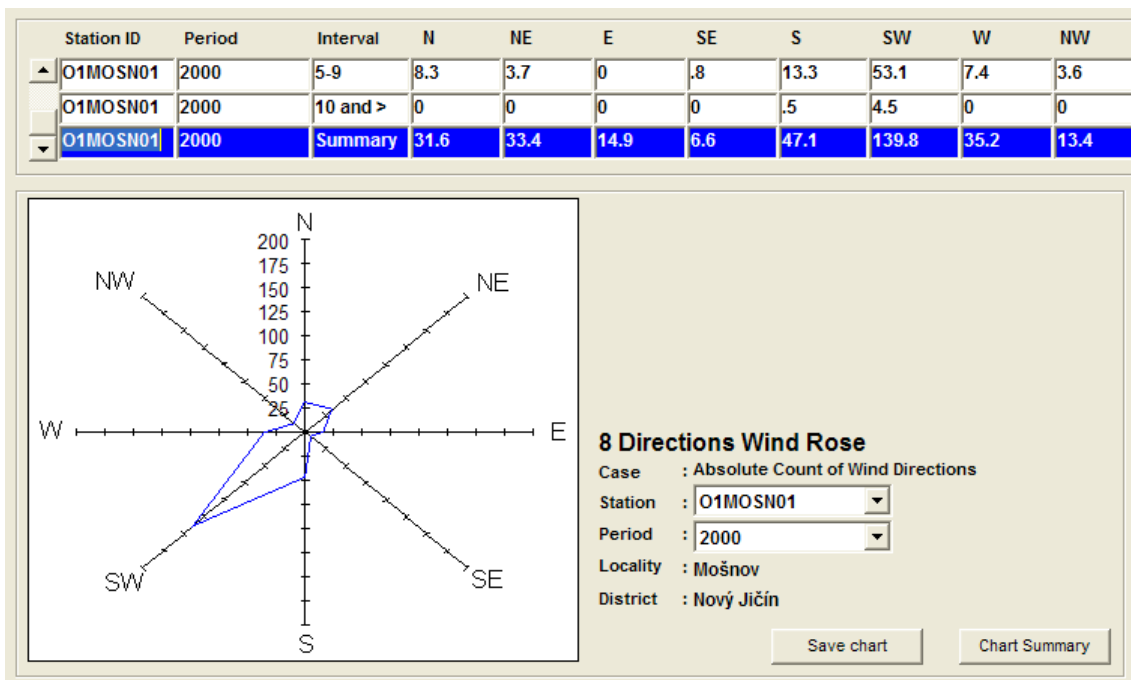 Station ID Period Interval N NE E SE S SW W NW
O1MOSN01 2000 5-9 8.3 3.7 0 .8 13.3 53.1 7.4 3.6
O1MOSN01 2000 10 and > 0 0 0 0 .5 4.5 0 0
O1MOSN01 2000 Summary 31.6 33.4 14.9 6.6 47.1 139.8 35.2 13.4
N
200
175
NW NE
150
125
100
75
50
25
W E
SW SE
S
8 Directions Wind Rose
Case : Absolute Count of Wind Directions
Station : O1MOSN01
Period : 2000
Locality : Mošnov
District : Nový Jičín
Save chart Chart Summary